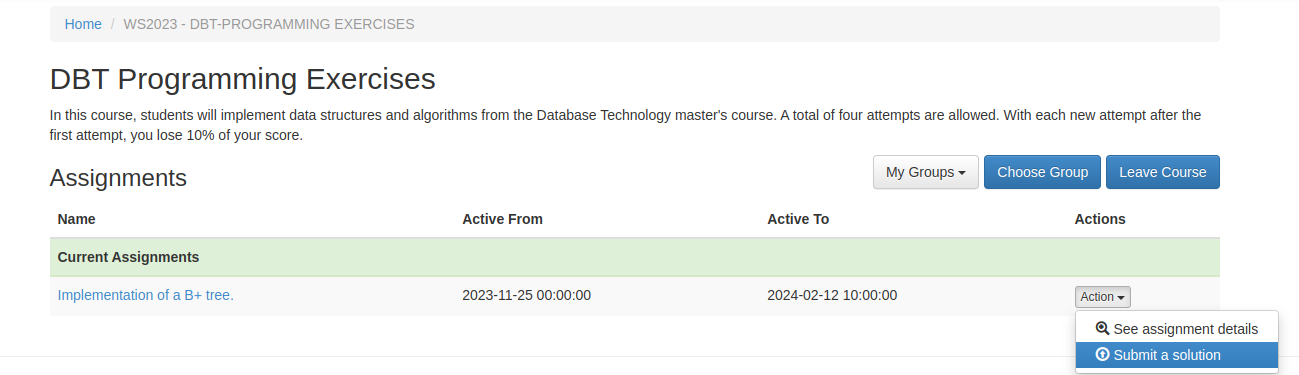 Home / WS2023 - DBT-PROGRAMMING EXERCISES
DBT Programming Exercises
In this course, students will implement data structures and algorithms from the Database Technology master's course. A total of four attempts are allowed. With each new attempt after the
first attempt, you lose 10% of your score.
Assignments
My Groups Choose Group Leave Course
Name Active From Active To Actions
Current Assignments
Implementation of a B+ tree. 2023-11-25 00:00:00 2024-02-12 10:00:00 Action
See assignment details
Submit a solution